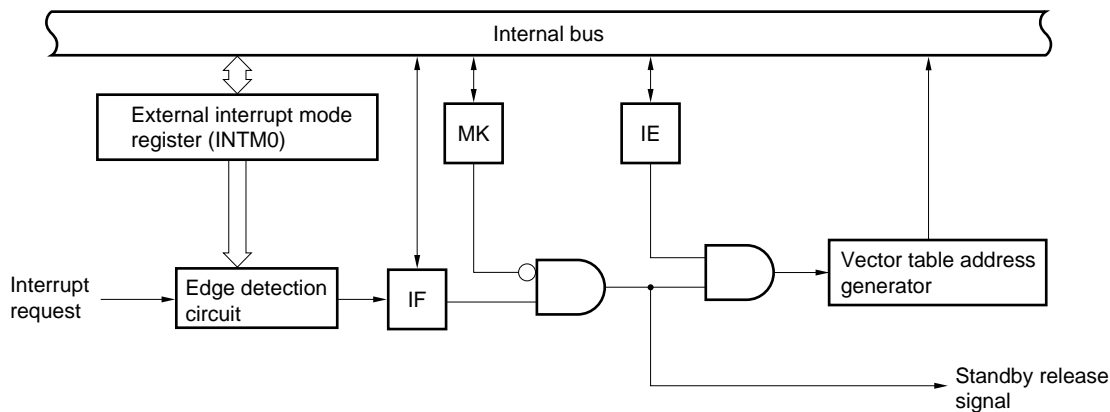 Internal bus
External interrupt mode
register (INTM0)
MK
IE
Interrupt
request
Edge detection
circuit
IF
Vector table address
generator
Standby release
signal